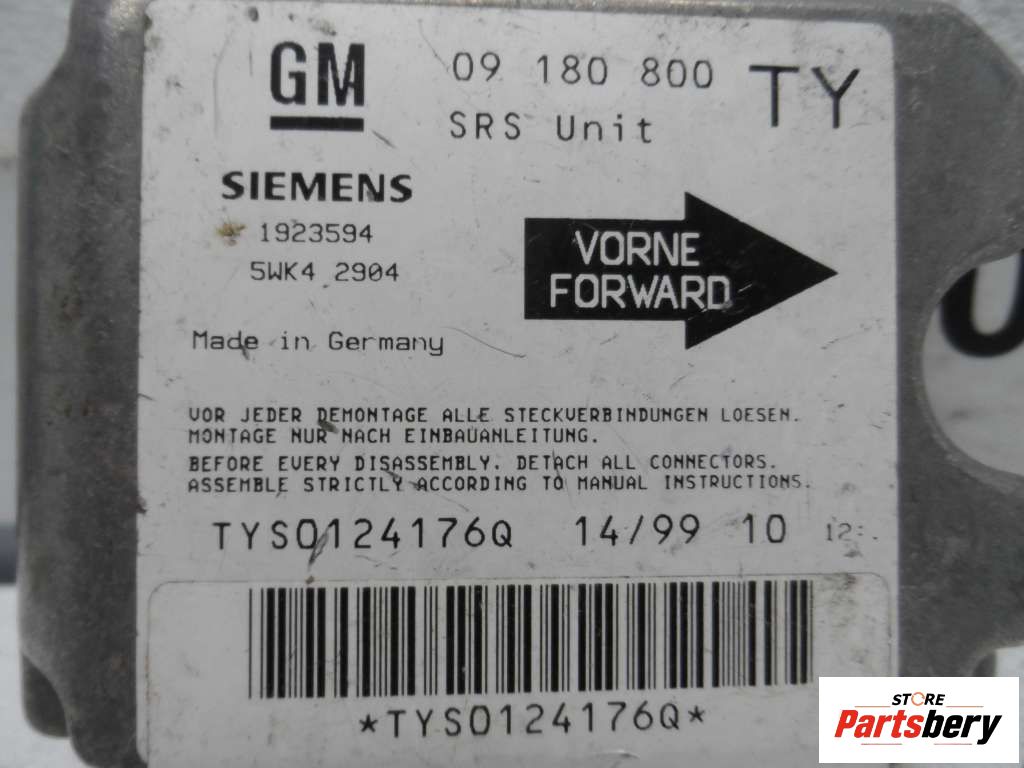 GM 09 180 800 TY
SRS Unit
SIEMENS
1923594
5WK4 2904
VORNE
FORWARD
Made in Germany
VOR JEDER DEMONTAGE ALLE STECKVERBINDUNGEN LOESEN.
MONTAGE NUR NACH EINBAUANLEITUNG.
BEFORE EVERY DISASSEMBLY. DETACH ALL CONNECTORS.
ASSEMBLE STRICTLY ACCORDING TO MANUAL INSTRUCTIONS.
TYS0124176Q 14/99 10
*TYS0124176Q*
STORE
Partsbery